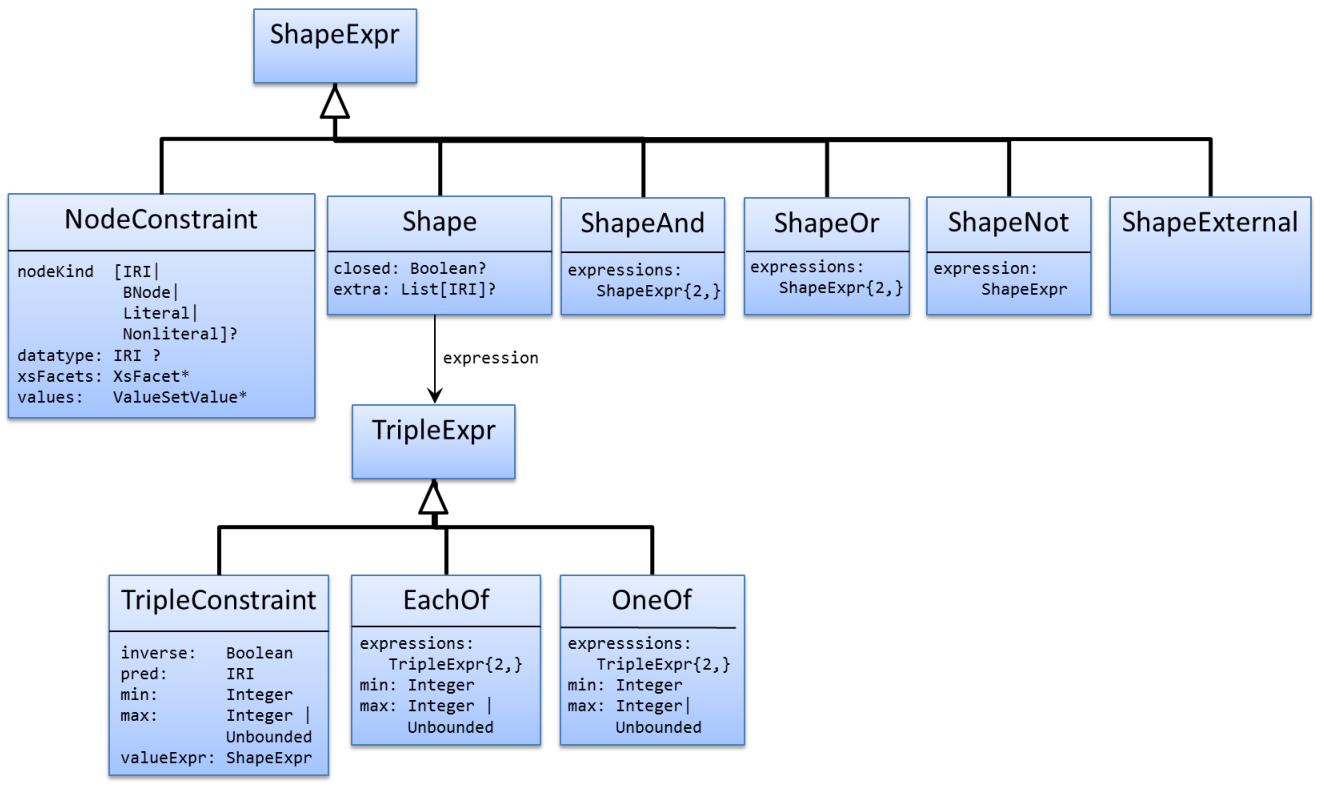 ShapeExpr
NodeConstraint
nodeKind [IRI|
BNode|
Literal|
Nonliteral]?
datatype: IRI ?
xsFacets: XsFacet*
values: ValueSetValue*
Shape
closed: Boolean?
extra: List[IRI]?
ShapeAnd
expressions:
ShapeExpr{2,}
ShapeOr
expressions:
ShapeExpr{2,}
ShapeNot
expression:
ShapeExpr
ShapeExternal
expression
TripleExpr
TripleConstraint
inverse: Boolean
pred: IRI
min: Integer
max: Integer |
Unbounded
valueExpr: ShapeExpr
EachOf
expressions:
TripleExpr{2,}
min: Integer
max: Integer |
Unbounded
OneOf
expresssions:
TripleExpr{2,}
min: Integer
max: Integer|
Unbounded